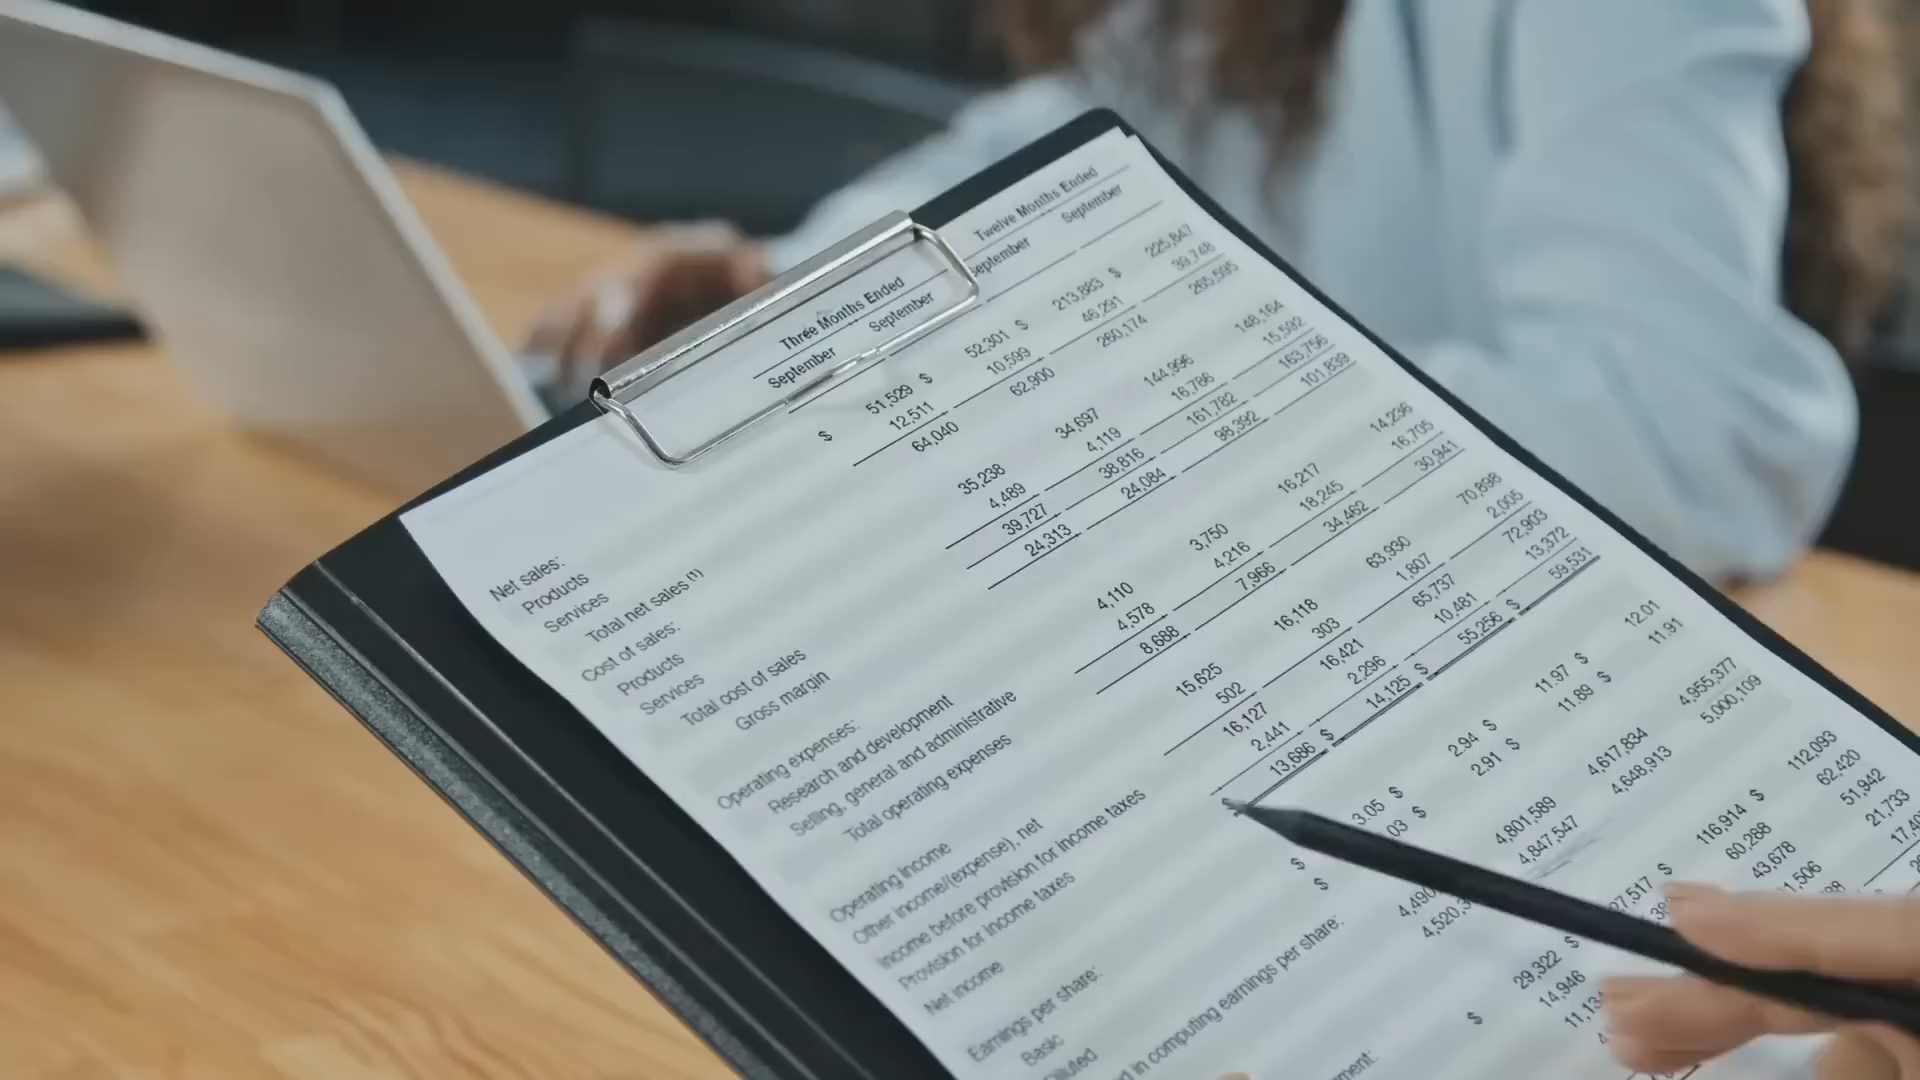 Three Months Ended Twelve Months Ended
September September September September
Net sales:
Products $ 51,529 $ 52,301 $ 213,883 $ 225,847
Services 12,511 10,599 46,291 39,748
Total net sales (1) 64,040 62,900 260,174 265,595
Cost of sales:
Products 35,238 34,697 144,996 148,164
Services 4,489 4,119 16,786 15,592
Total cost of sales 39,727 38,816 161,782 163,756
Gross margin 24,313 24,084 98,392 101,839
Operating expenses:
Research and development 4,110 3,750 16,217 14,236
Selling, general and administrative 4,578 4,216 18,245 16,705
Total operating expenses 8,688 7,966 34,462 30,941
Operating income 15,625 16,118 63,930 70,898
Other income/(expense), net 502 303 1,807 2,005
Income before provision for income taxes 16,127 16,421 65,737 72,903
Provision for income taxes 2,441 2,296 10,481 13,372
Net income 13,686 $ 14,125 $ 55,256 $ 59,531
Earnings per share:
Basic $ 3.05 $ 2.94 $ 11.97 $ 12.01
Diluted $ $ 2.91 $ 11.89 $ 11.91
in computing earnings per share:
4,801,589 4,617,834 4,955,377
4,847,547 4,648,913 5,000,109
$ 29,322 $ $ 116,914 $ 112,093
14,946 60,288 62,420
43,678 51,942
21,733